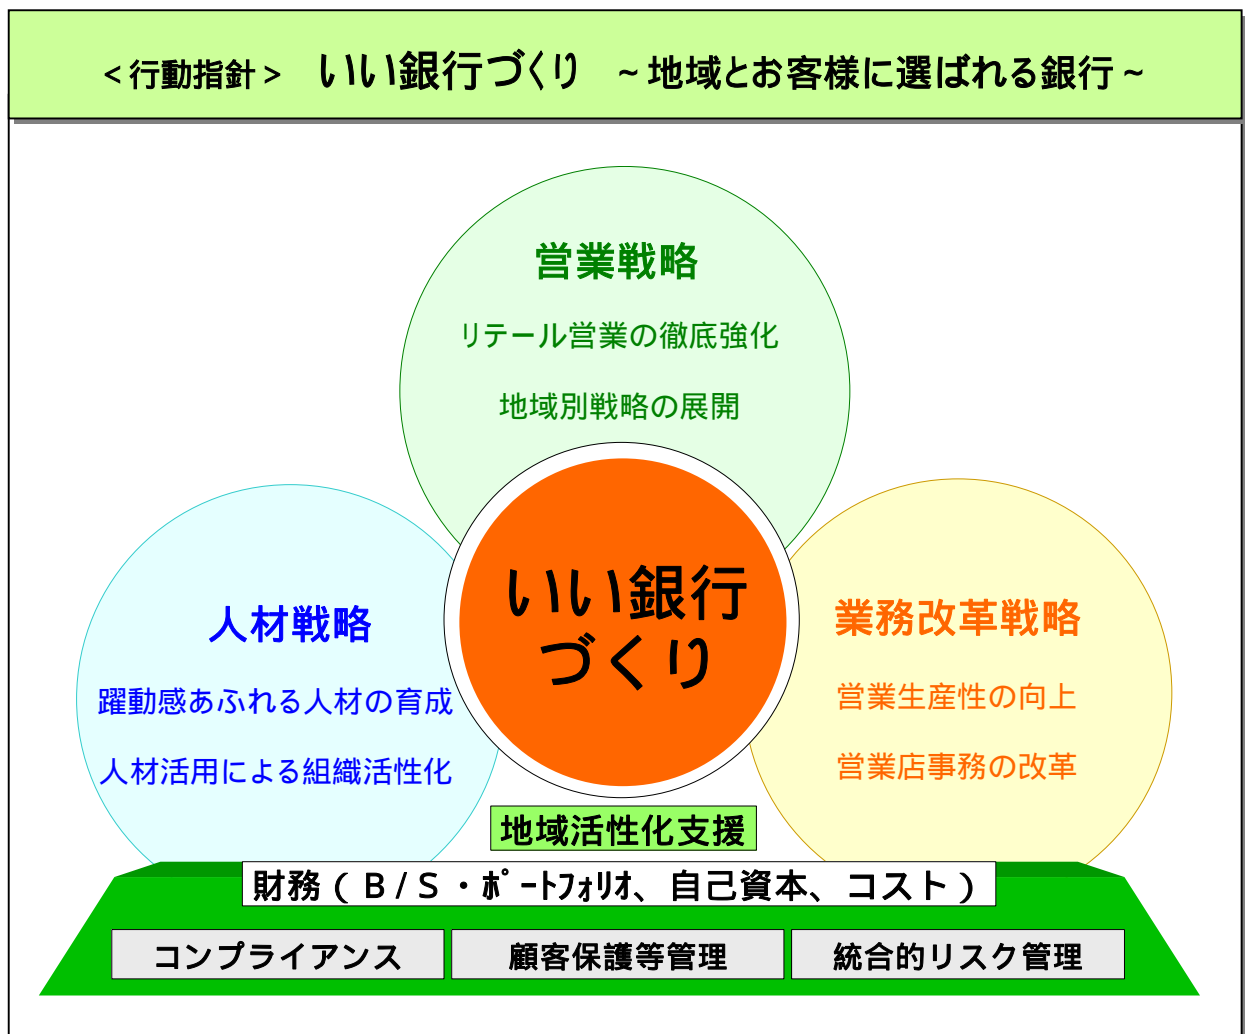 ＜行動指針＞　いい銀行づくり　～地域とお客様に選ばれる銀行～
営業戦略
リテール営業の徹底強化
地域別戦略の展開
いい銀行
づくり
人材戦略
躍動感あふれる人材の育成
人材活用による組織活性化
業務改革戦略
営業生産性の向上
営業店事務の改革
地域活性化支援
財務（Ｂ/Ｓ・ﾎﾟｰﾄﾌｫﾘｵ、自己資本、コスト）
コンプライアンス
顧客保護等管理
統合的リスク管理